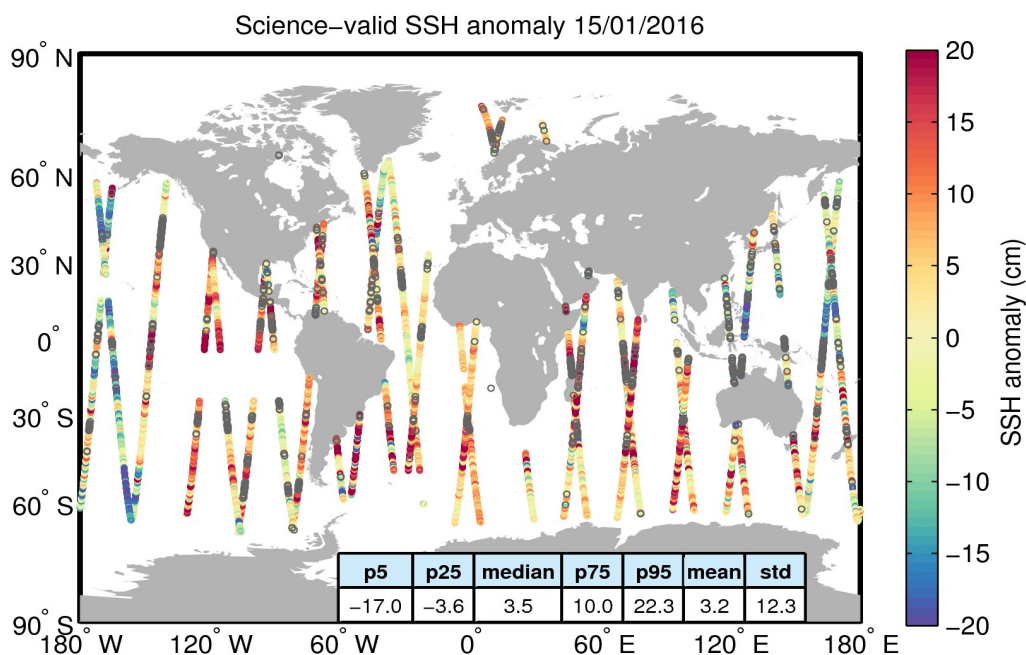 Science−valid SSH anomaly 15/01/2016
90° N
60° N
30° N
0°
30° S
60° S
90° S
180° W
120° W
60° W
0°
60° E
120° E
180° E
p5 p25 median p75 p95 mean std
−17.0 −3.6 3.5 10.0 22.3 3.2 12.3
20
15
10
5
0
−5
−10
−15
−20
SSH anomaly (cm)